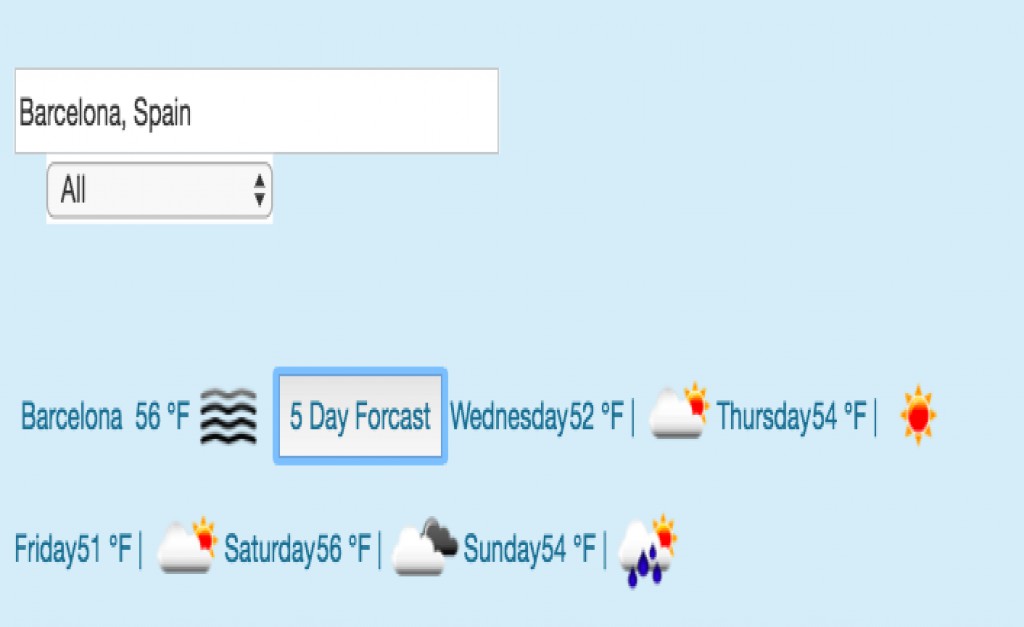 Barcelona, Spain
All
Barcelona 56 °F 5 Day Forcast Wednesday52 °F | Thursday54 °F |
Friday51 °F | Saturday56 °F | Sunday54 °F |